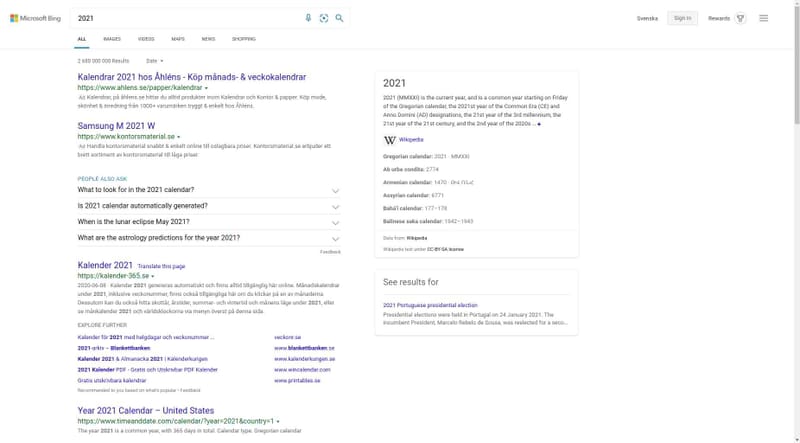 Microsoft Bing
2021
Svenska
Sign in
Rewards
ALL IMAGES VIDEOS MAPS NEWS SHOPPING
2 680 000 000 Results Date
Kalendrar 2021 hos Åhléns - Köp månads- & veckokalendrar
https://www.ahlens.se/papper/kalendrar
Ad Kalendrar, på åhlens.se hittar du alltid produkter inom Kalendrar och Kontor & papper. Köp mode,
skönhet & inredning från 1000+ varumärken tryggt & enkelt hos Åhléns.
Samsung M 2021 W
https://www.kontorsmaterial.se
Ad Handla kontorsmaterial snabbt & enkelt online till oslagbara priser. Kontorsmaterial.se erbjuder ett
brett sortiment av kontorsmaterial till låga priser.
PEOPLE ALSO ASK
What to look for in the 2021 calendar?
Is 2021 calendar automatically generated?
When is the lunar eclipse May 2021?
What are the astrology predictions for the year 2021?
Feedback
Kalender 2021 Translate this page
https://kalender-365.se
2020-06-08 · Kalender 2021 genereras automatiskt och finns alltid tillgänglig här online. Månadskalendrar
under 2021, inklusive veckonummer, finns också tillgängliga här om du klickar på en av månaderna.
Dessutom kan du också hitta skottår, årstider, sommar- och vintertid och månens läge under 2021, eller
se månkalender 2021 och världsklockorna via menyn överst på denna sida.
EXPLORE FURTHER
Kalender för 2021 med helgdagar och veckonummer ... veckonr.se
2021-arkiv – Blankettbanken www.blankettbanken.se
Kalender 2021 & Almanacka 2021 | Kalenderkungen www.kalenderkungen.se
2021 Kalender PDF - Gratis och Utskrivbar PDF Kalender www.wincalendar.com
Gratis utskrivbara kalendrar www.printables.se
Recommended to you based on what's popular • Feedback
Year 2021 Calendar – United States
https://www.timeanddate.com/calendar/?year=2021&country=1
The year 2021 is a common year, with 365 days in total. Calendar type: Gregorian calendar
2021
2021 (MMXXI) is the current year, and is a common year starting on Friday
of the Gregorian calendar, the 2021st year of the Common Era (CE) and
Anno Domini (AD) designations, the 21st year of the 3rd millennium, the
21st year of the 21st century, and the 2nd year of the 2020s ...
W Wikipedia
Gregorian calendar: 2021 · MMXXI
Ab urbe condita: 2774
Armenian calendar: 1470 ·
Assyrian calendar: 6771
Bahá'í calendar: 177–178
Balinese saka calendar: 1942–1943
Data from: Wikipedia
Wikipedia text under CC-BY-SA license
See results for
2021 Portuguese presidential election
Presidential elections were held in Portugal on 24 January 2021. The
incumbent President, Marcelo Rebelo de Sousa, was reelected for a seco...